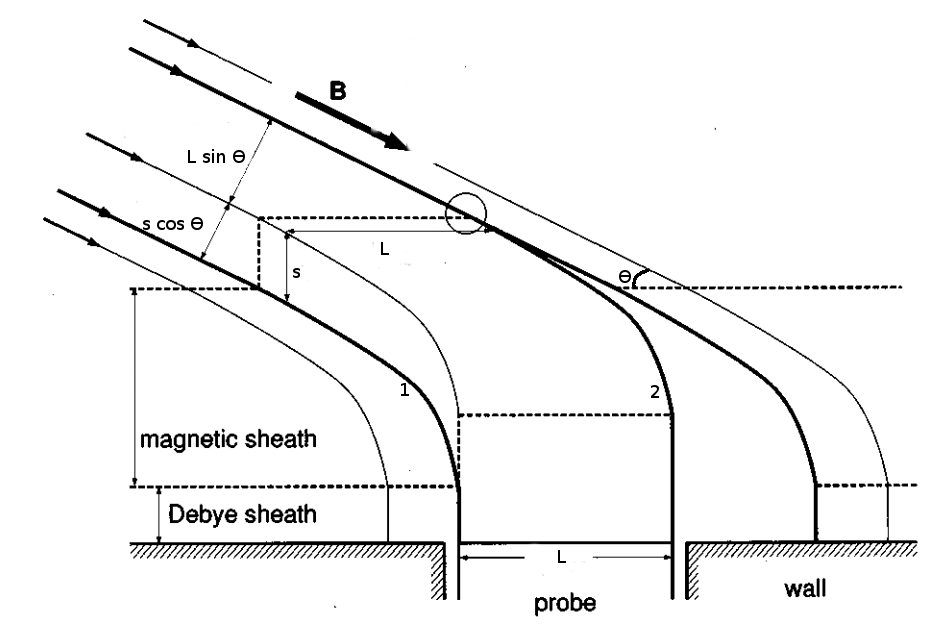 B
L sin Θ
s cos Θ
L
s
Θ
1
2
magnetic sheath
Debye sheath
L
wall
probe